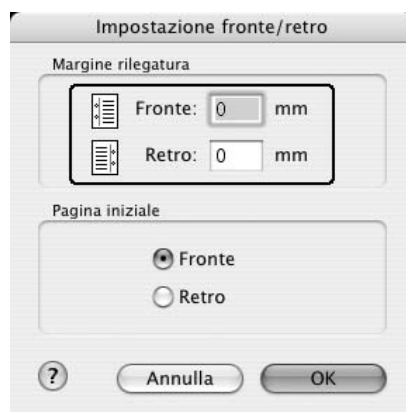 Impostazione fronte/retro
Margine rilegatura
Fronte: 0 mm
Retro: 0 mm
Pagina iniziale
Fronte
Retro
? Annulla OK